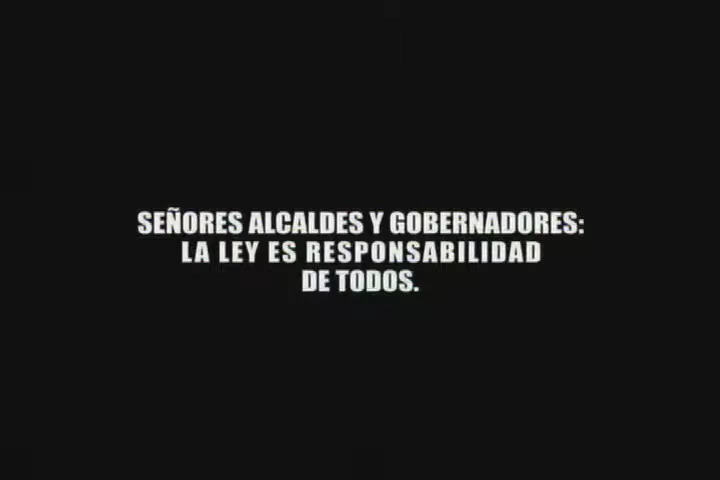 SEÑORES ALCALDES Y GOBERNADORES:
LA LEY ES RESPONSABILIDAD
DE TODOS.